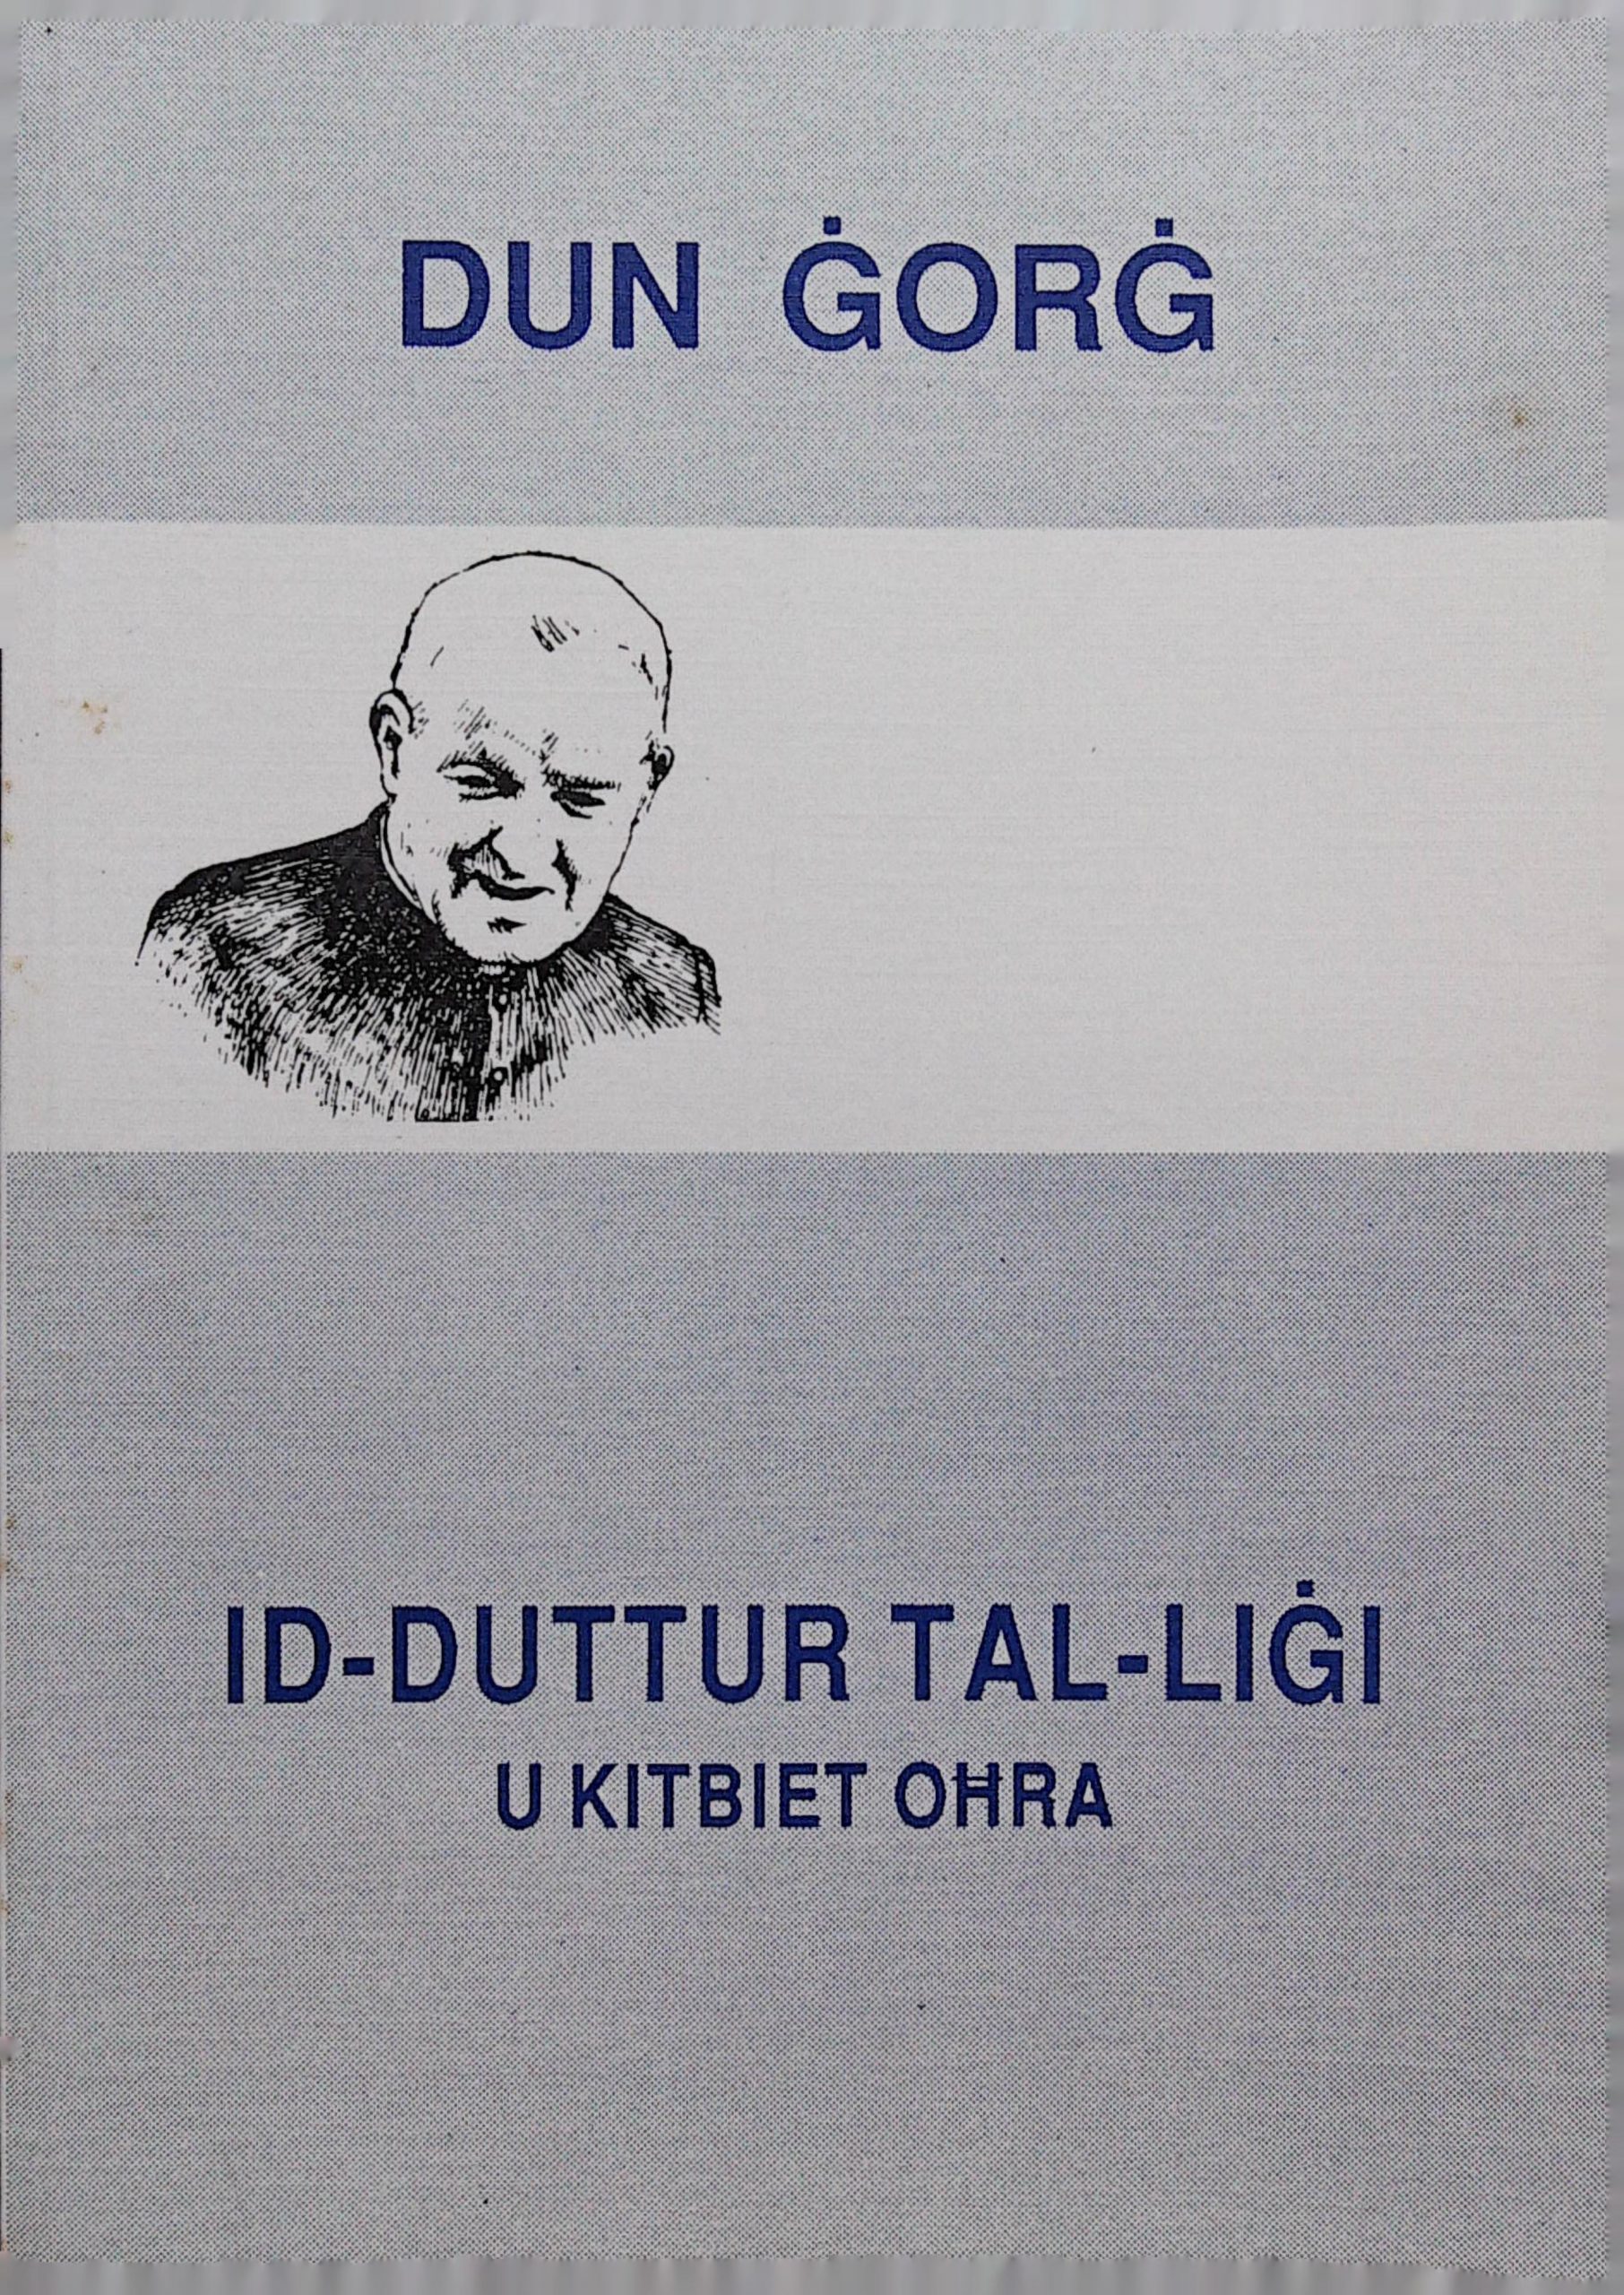 DUN ĠORĠ
ID-DUTTUR TAL-LIĠI
U KITBIET OĦRA